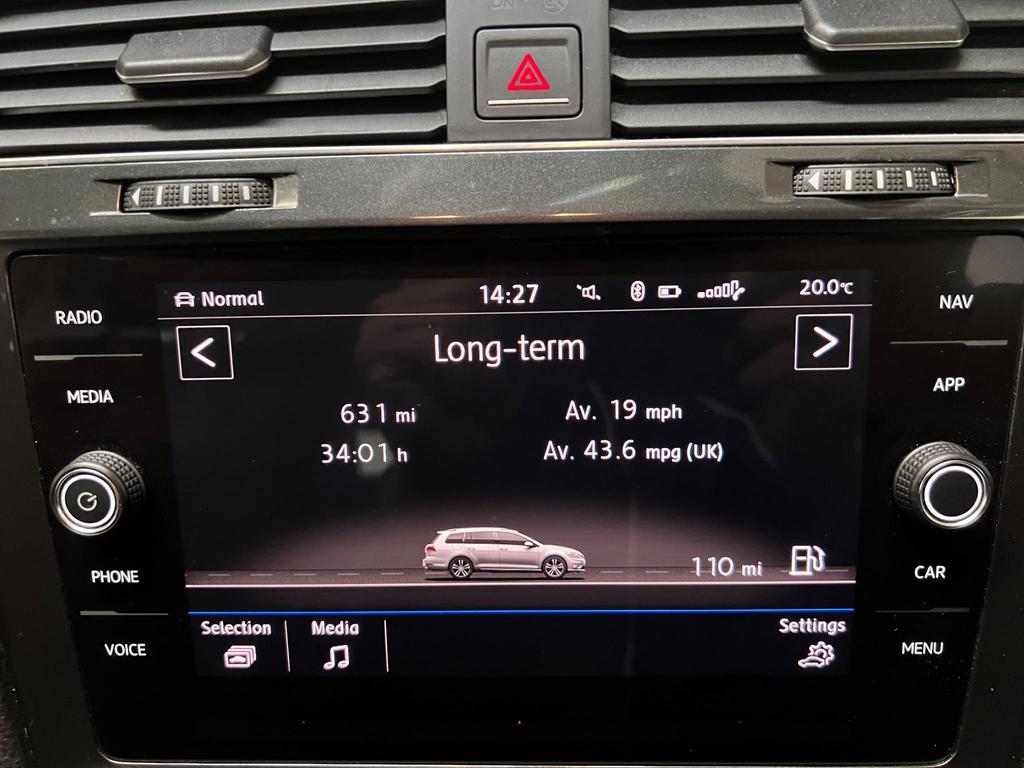 Normal 14:27 20.0°C
RADIO
NAV
Long-term
MEDIA
APP
631 mi
Av. 19 mph
34:01 h
Av. 43.6 mpg (UK)
110 mi
PHONE
CAR
Selection
Media
Settings
VOICE
MENU